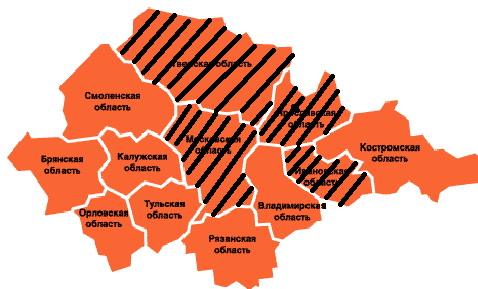 Тверская область
Смоленская
область
Ярославская
область
Московская
область
Костромская
область
Брянская
область
Калужская
область
Ивановская
область
Орловская
область
Тульская
область
Владимирская
область
Рязанская
область